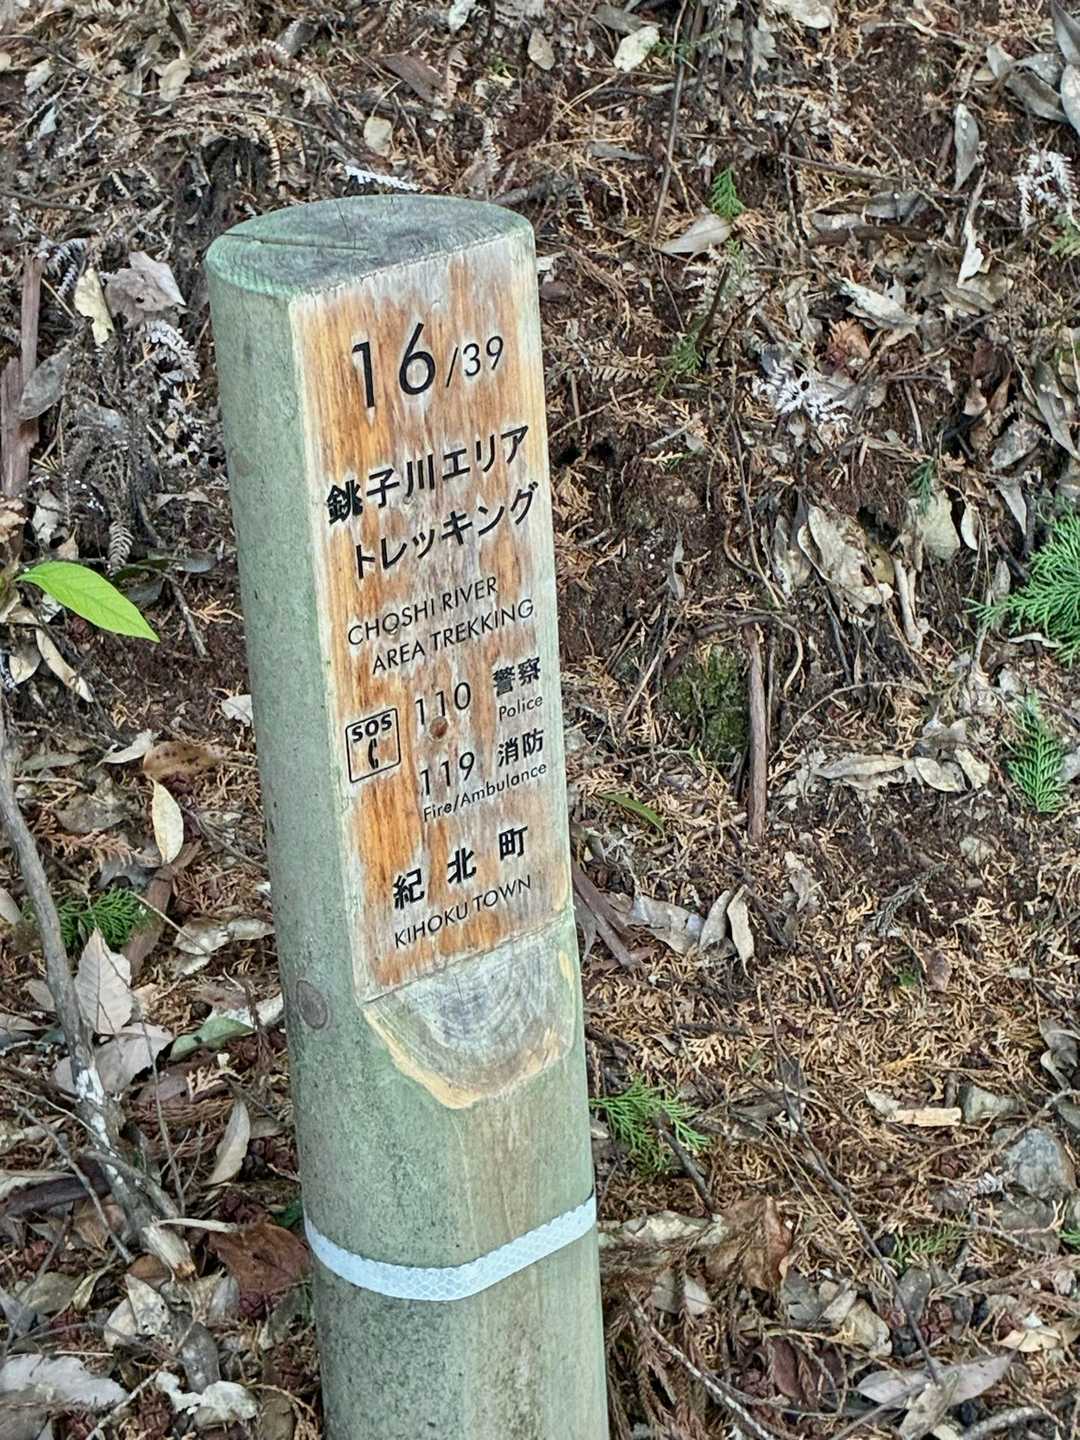 16/39
銚子川エリア
トレッキング
CHOSHI RIVER
AREA TREKKING
SOS
110 警察
Police
119 消防
Fire/Ambulance
紀北町
KIHOKU TOWN